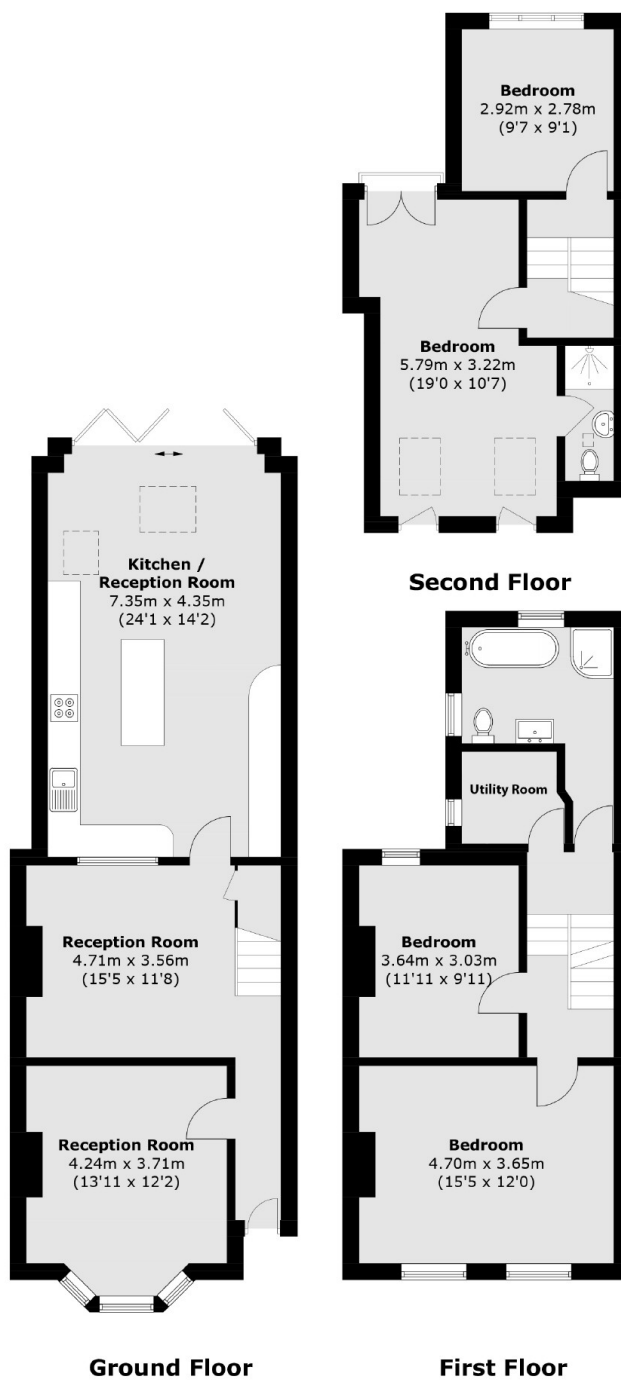 Bedroom
2.92m x 2.78m
(9'7 x 9'1)
Bedroom
5.79m x 3.22m
(19'0 x 10'7)
Second Floor
Kitchen /
Reception Room
7.35m x 4.35m
(24'1 x 14'2)
Reception Room
4.71m x 3.56m
(15'5 x 11'8)
Reception Room
4.24m x 3.71m
(13'11 x 12'2)
Ground Floor
Utility Room
Bedroom
3.64m x 3.03m
(11'11 x 9'11)
Bedroom
4.70m x 3.65m
(15'5 x 12'0)
First Floor